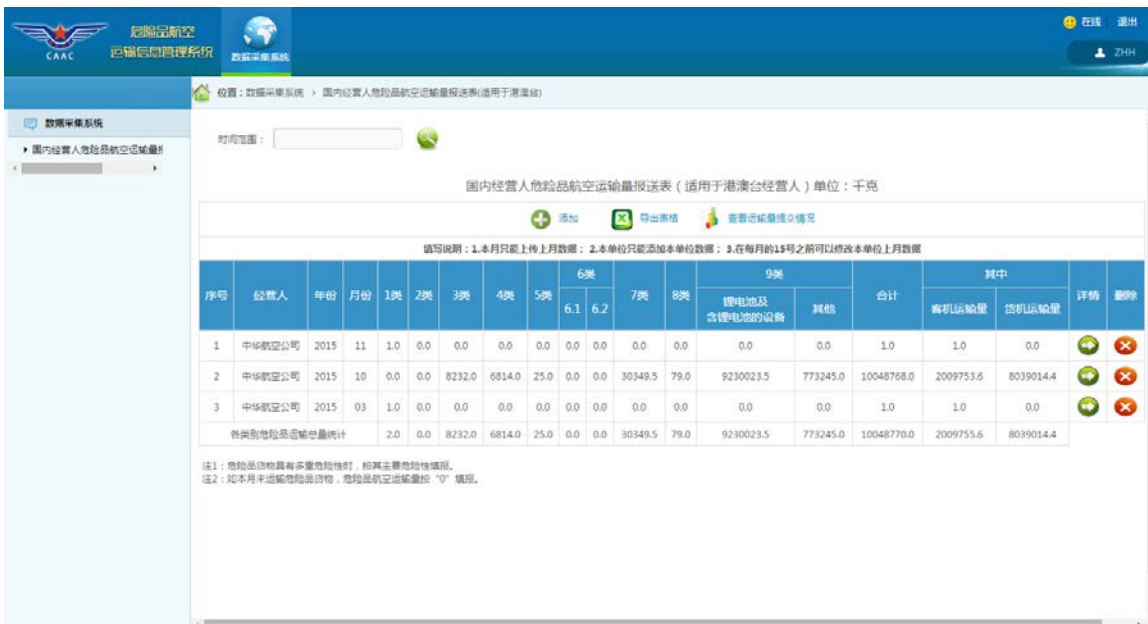 CAAC
危险品航空
运输信息管理系统
数据采集系统
在线 退出
ZHH
位置：数据采集系统 › 国内经营人危险品航空运输量报送表(适用于港澳台)
数据采集系统
国内经营人危险品航空运输量
时间范围：
国内经营人危险品航空运输量报送表（适用于港澳台经营人）单位：千克
添加 导出表格 查看运输量提交情况
填写说明：1.本月只能上传上月数据； 2.本单位只能添加本单位数据； 3.在每月的15号之前可以修改本单位上月数据
序号 经营人 年份 月份 1类 2类 3类 4类 5类 6类 7类 8类 9类 合计 其中 详情 删除
6.1 6.2 锂电池及含锂电池的设备 其他 客机运输量 货机运输量
1 中华航空公司 2015 11 1.0 0.0 0.0 0.0 0.0 0.0 0.0 0.0 0.0 0.0 0.0 1.0 1.0 0.0
2 中华航空公司 2015 10 0.0 0.0 8232.0 6814.0 25.0 0.0 0.0 30349.5 79.0 9230023.5 773245.0 10048768.0 2009753.6 8039014.4
3 中华航空公司 2015 03 1.0 0.0 0.0 0.0 0.0 0.0 0.0 0.0 0.0 0.0 0.0 1.0 1.0 0.0
各类别危险品运输总量统计 2.0 0.0 8232.0 6814.0 25.0 0.0 0.0 30349.5 79.0 9230023.5 773245.0 10048770.0 2009755.6 8039014.4
注1：危险品货物具有多重危险性时，按其主要危险性填报。
注2：如本月未运输危险品货物，危险品航空运输量按“0”填报。